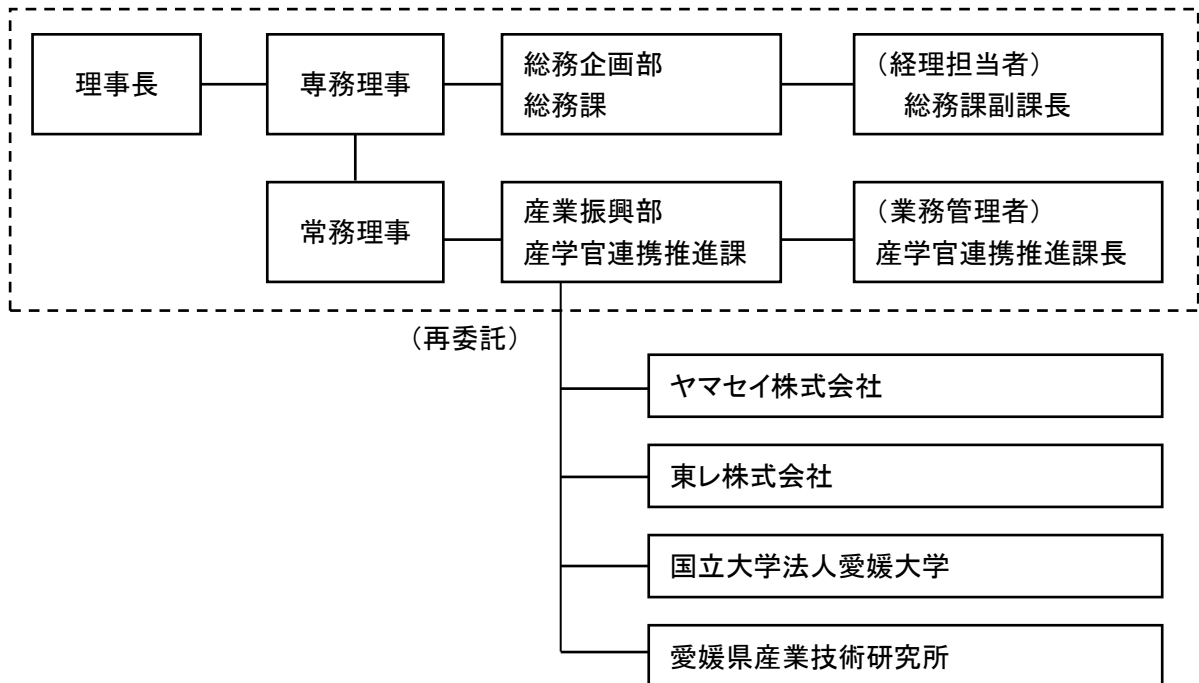 理事長
専務理事
総務企画部
総務課
（経理担当者）
総務課副課長
常務理事
産業振興部
産学官連携推進課
（業務管理者）
産学官連携推進課長
（再委託）
ヤマセイ株式会社
東レ株式会社
国立大学法人愛媛大学
愛媛県産業技術研究所